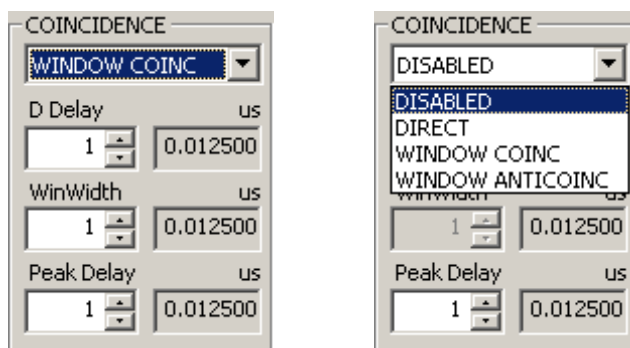 COINCIDENCE
WINDOW COINC
D Delay us
1 0.012500
WinWidth us
1 0.012500
Peak Delay us
1 0.012500
COINCIDENCE
DISABLED
DISABLED
DIRECT
WINDOW COINC
WINDOW ANTICOINC
WinWidth us
1 0.012500
Peak Delay us
1 0.012500